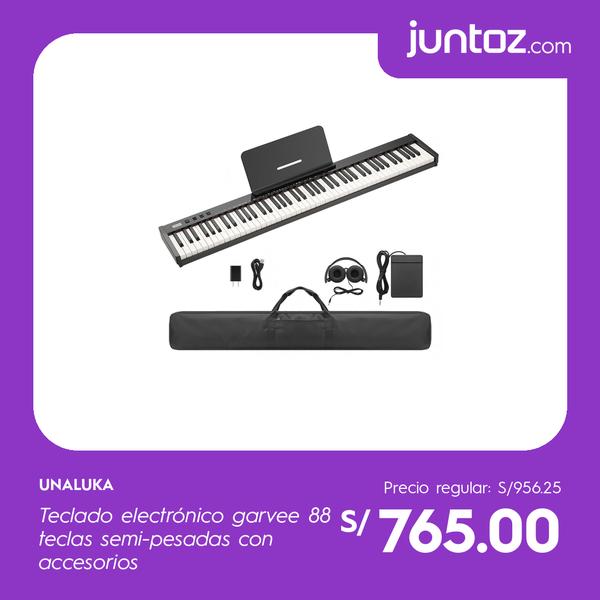 juntoz.com
UNALUKA
Precio regular: S/956.25
Teclado electrónico garvee 88
teclas semi-pesadas con
accesorios
S/ 765.00